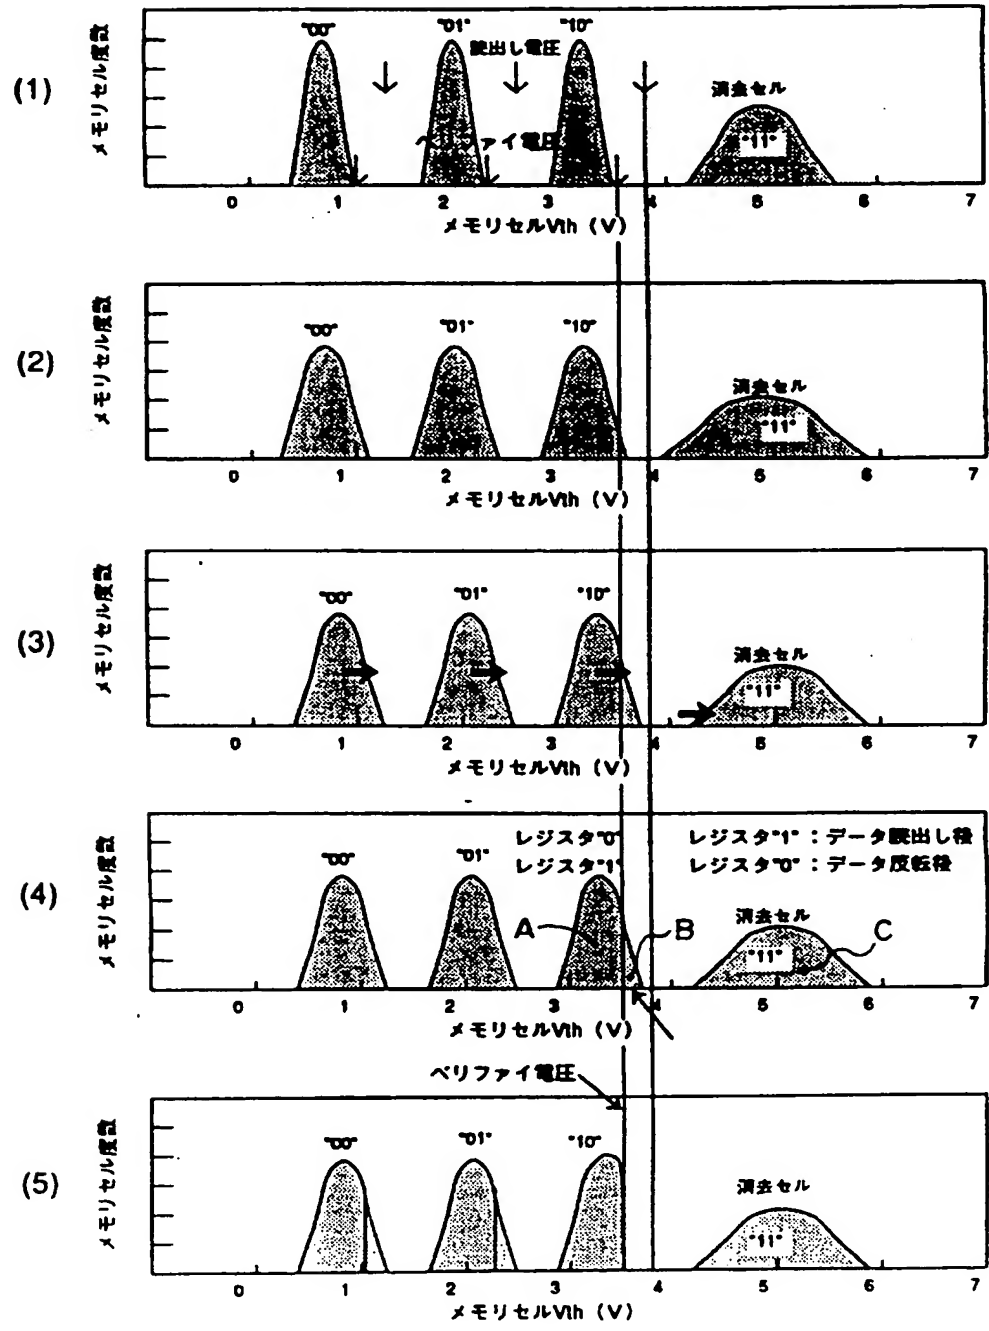 (1)
メモリセル度数
"00"
"01"
"10"
読出し電圧
消去セル
"11"
ベリファイ電圧
0 1 2 3 4 5 6 7
メモリセルVth (V)
(2)
メモリセル度数
"00"
"01"
"10"
消去セル
"11"
0 1 2 3 4 5 6 7
メモリセルVth (V)
(3)
メモリセル度数
"00"
"01"
"10"
消去セル
"11"
0 1 2 3 4 5 6 7
メモリセルVth (V)
(4)
メモリセル度数
レジスタ"0"
レジスタ"1"：データ読出し後
レジスタ"1"
レジスタ"0"：データ反転後
"00"
"01"
消去セル
A
B
"11"
C
0 1 2 3 4 5 6 7
メモリセルVth (V)
ベリファイ電圧
(5)
メモリセル度数
"00"
"01"
"10"
消去セル
"11"
0 1 2 3 4 5 6 7
メモリセルVth (V)